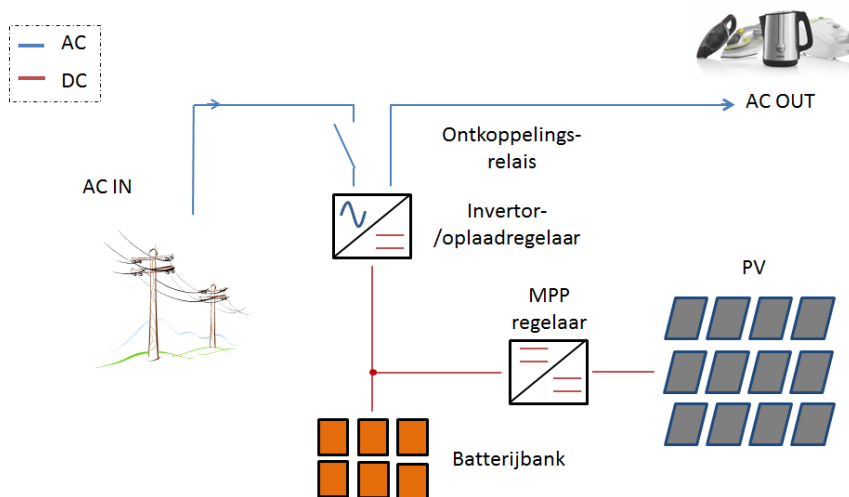 AC
DC
AC OUT
Ontkoppelings-
relais
AC IN
Invertor-
/oplaadregelaar
PV
MPP
regelaar
Batterijbank